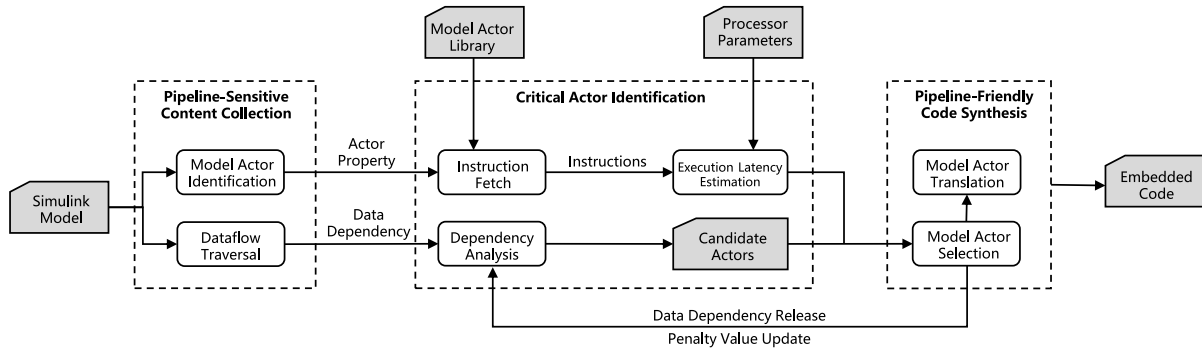 Model Actor
Library
Processor
Parameters
Pipeline-Sensitive
Content Collection
Critical Actor Identification
Pipeline-Friendly
Code Synthesis
Simulink
Model
Model Actor
Identification
Actor
Property
Instruction
Fetch
Instructions
Execution Latency
Estimation
Model Actor
Translation
Embedded
Code
Dataflow
Traversal
Data
Dependency
Dependency
Analysis
Candidate
Actors
Model Actor
Selection
Data Dependency Release
Penalty Value Update